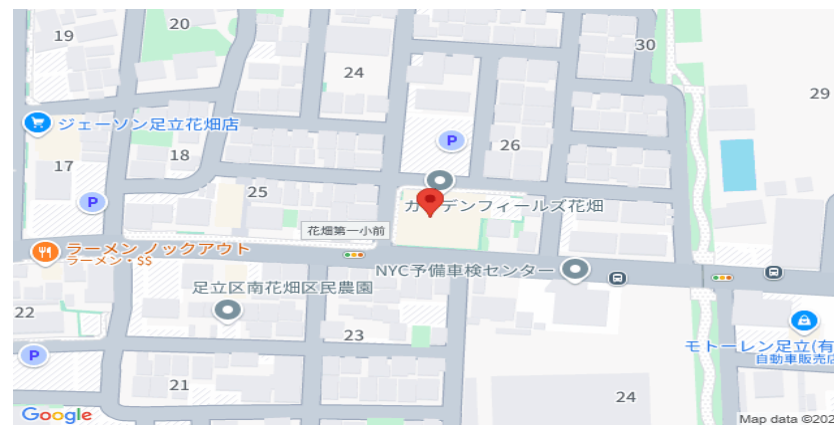 19
20
24
30
29
ジェーソン足立花畑店
P
26
17
18
25
P
ガーデンフィールズ花畑
花畑第一小前
ラーメン ノックアウト
ラーメン・SS
NYC予備車検センター
足立区南花畑区民農園
22
23
モトーレン足立(有
自動車販売店
P
21
24
Google
Map data ©202